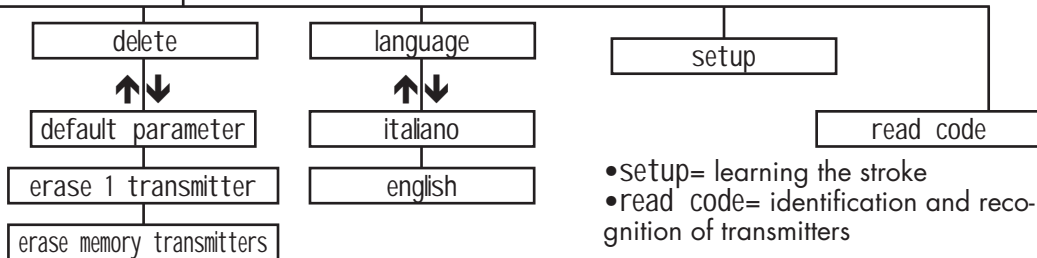 delete
default parameter
erase 1 transmitter
erase memory transmitters
language
italiano
english
setup
read code
•setup= learning the stroke
•read code= identification and reco-
gnition of transmitters